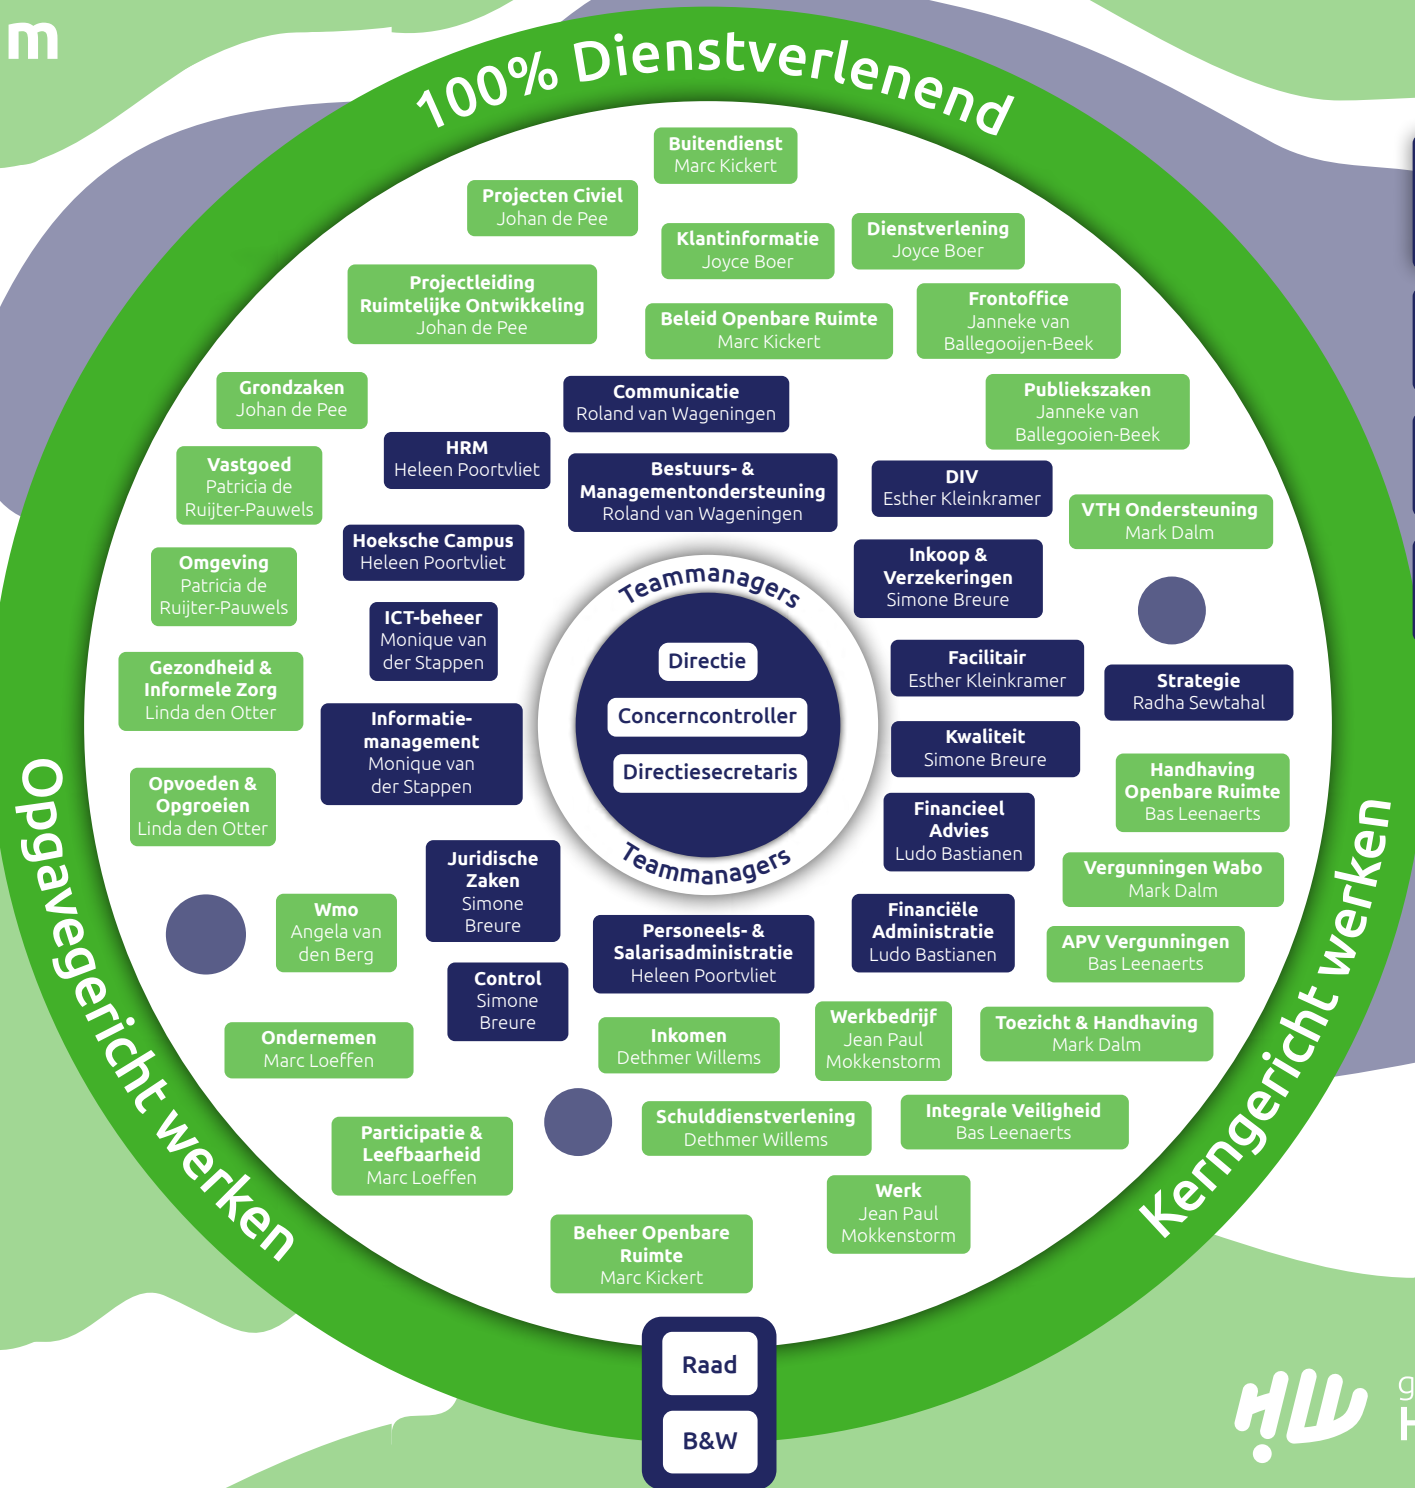 m
100% Dienstverlenend
Buitendienst
Marc Kickert
Projecten Civiel
Johan de Pee
Klantinformatie
Joyce Boer
Dienstverlening
Joyce Boer
Projectleiding
Ruimtelijke Ontwikkeling
Johan de Pee
Beleid Openbare Ruimte
Marc Kickert
Frontoffice
Janneke van
Ballegooijen-Beek
Grondzaken
Johan de Pee
Communicatie
Roland van Wageningen
Publiekszaken
Janneke van
Ballegooien-Beek
HRM
Heleen Poortvliet
Vastgoed
Patricia de
Ruijter-Pauwels
Bestuurs- &
Managementondersteuning
Roland van Wageningen
DIV
Esther Kleinkramer
VTH Ondersteuning
Mark Dalm
Hoeksche Campus
Heleen Poortvliet
Omgeving
Patricia de
Ruijter-Pauwels
Inkoop &
Verzekeringen
Simone Breure
Teammanagers
ICT-beheer
Monique van
der Stappen
Directie
Concerncontroller
Directiesecretaris
Teammanagers
Facilitair
Esther Kleinkramer
Strategie
Radha Sewtahal
Gezondheid &
Informele Zorg
Linda den Otter
Informatie-
management
Monique van
der Stappen
Kwaliteit
Simone Breure
Handhaving
Openbare Ruimte
Bas Leenaerts
Opvoeden &
Opgroeien
Linda den Otter
Financieel
Advies
Ludo Bastianen
Opgavegericht werken
Kerngericht werken
Juridische
Zaken
Simone
Breure
Vergunningen Wabo
Mark Dalm
Wmo
Angela van
den Berg
Personeels- &
Salarisadministratie
Heleen Poortvliet
Financiële
Administratie
Ludo Bastianen
APV Vergunningen
Bas Leenaerts
Control
Simone
Breure
Ondernemen
Marc Loeffen
Inkomen
Dethmer Willems
Werkbedrijf
Jean Paul
Mokkenstorm
Toezicht & Handhaving
Mark Dalm
Participatie &
Leefbaarheid
Marc Loeffen
Schulddienstverlening
Dethmer Willems
Integrale Veiligheid
Bas Leenaerts
Werk
Jean Paul
Mokkenstorm
Beheer Openbare
Ruimte
Marc Kickert
Raad
B&W
HW
g
H